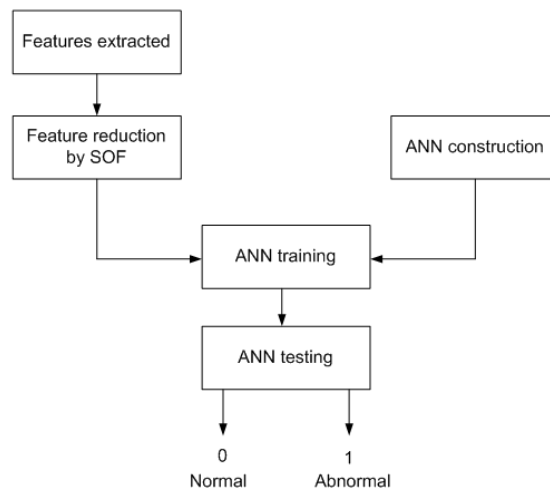 Features extracted
Feature reduction
by SOF
ANN construction
ANN training
ANN testing
0
Normal
1
Abnormal